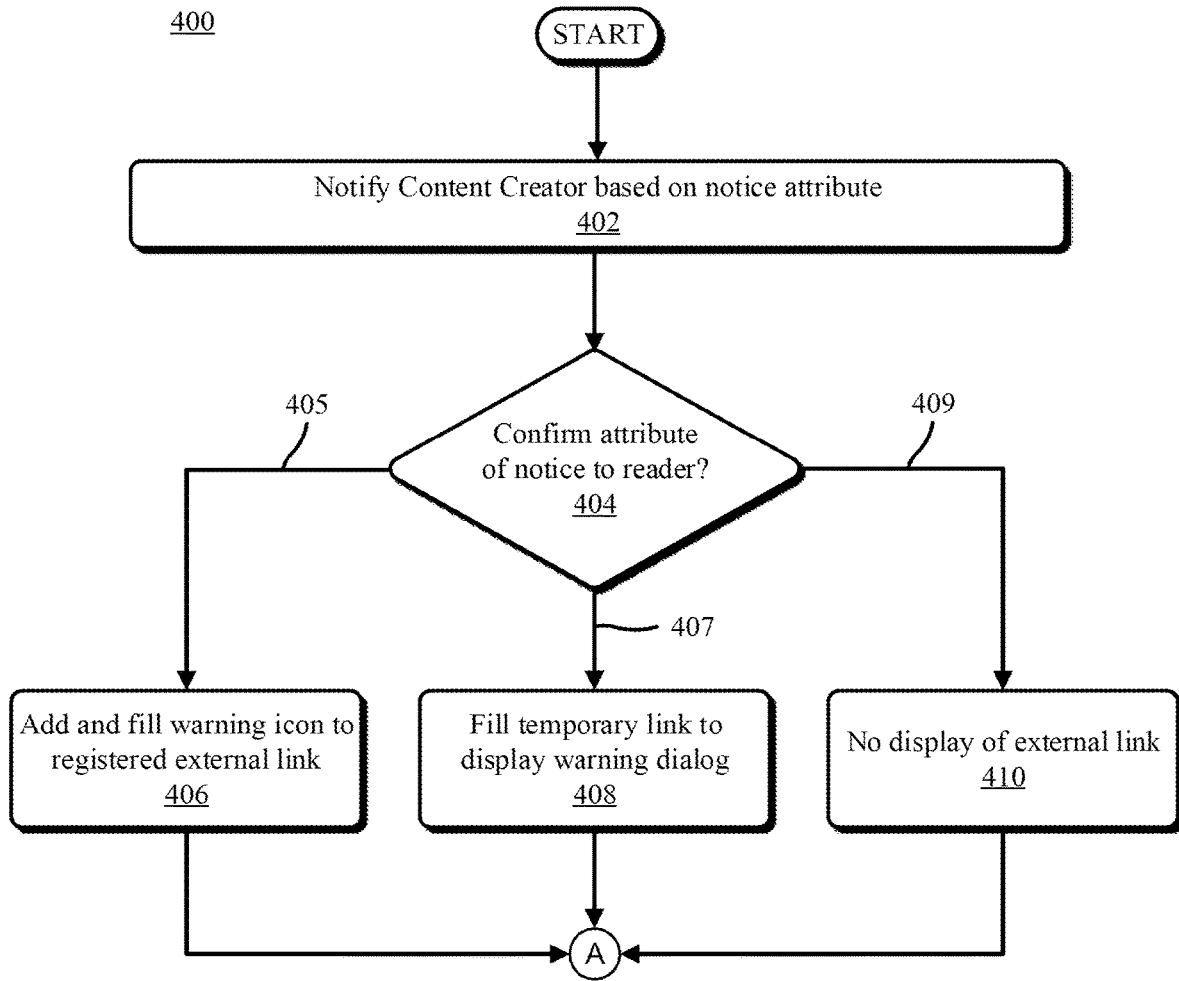 400
START
Notify Content Creator based on notice attribute
402
405
409
Confirm attribute
of notice to reader?
404
407
Add and fill warning icon to
registered external link
406
Fill temporary link to
display warning dialog
408
No display of external link
410
A